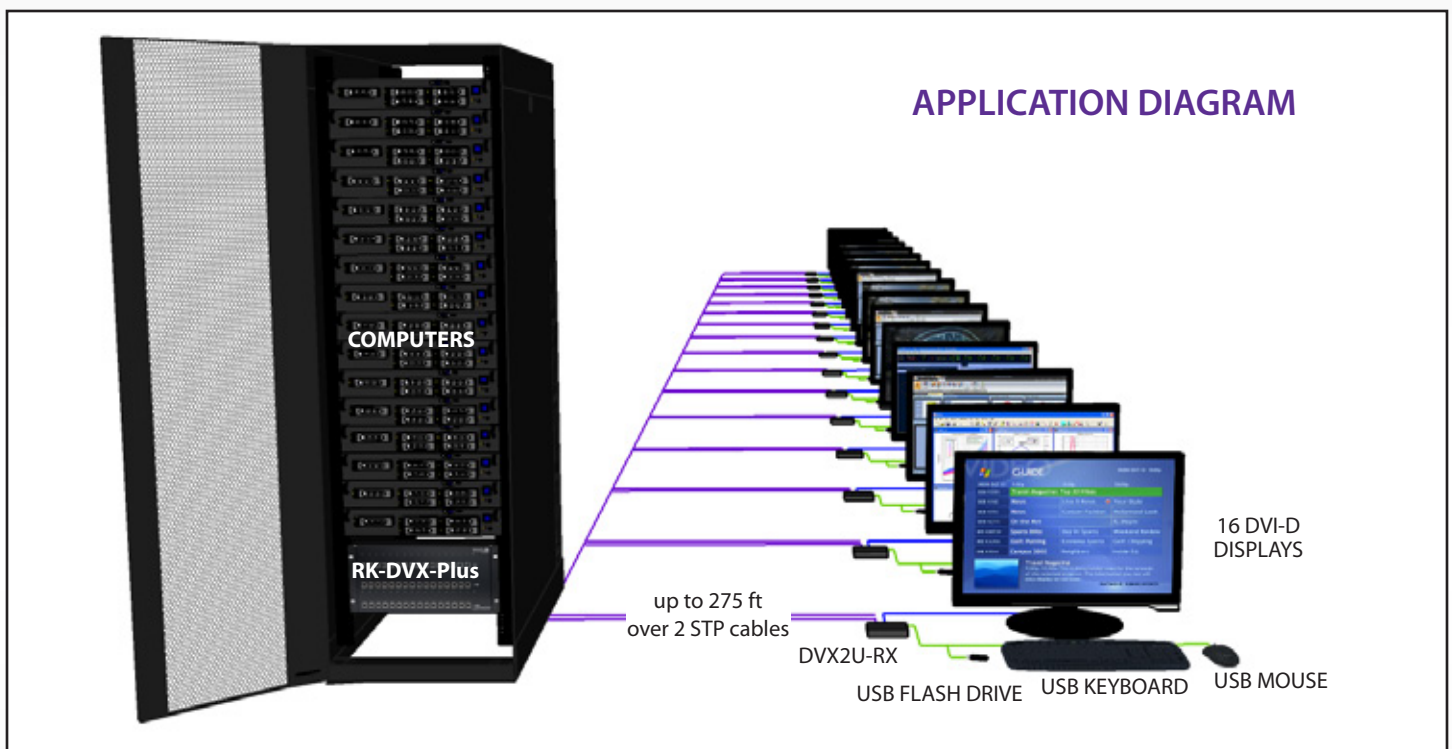 APPLICATION DIAGRAM
COMPUTERS
RK-DVX-Plus
up to 275 ft
over 2 STP cables
DVX2U-RX
USB FLASH DRIVE
USB KEYBOARD
USB MOUSE
16 DVI-D
DISPLAYS
GUIDE